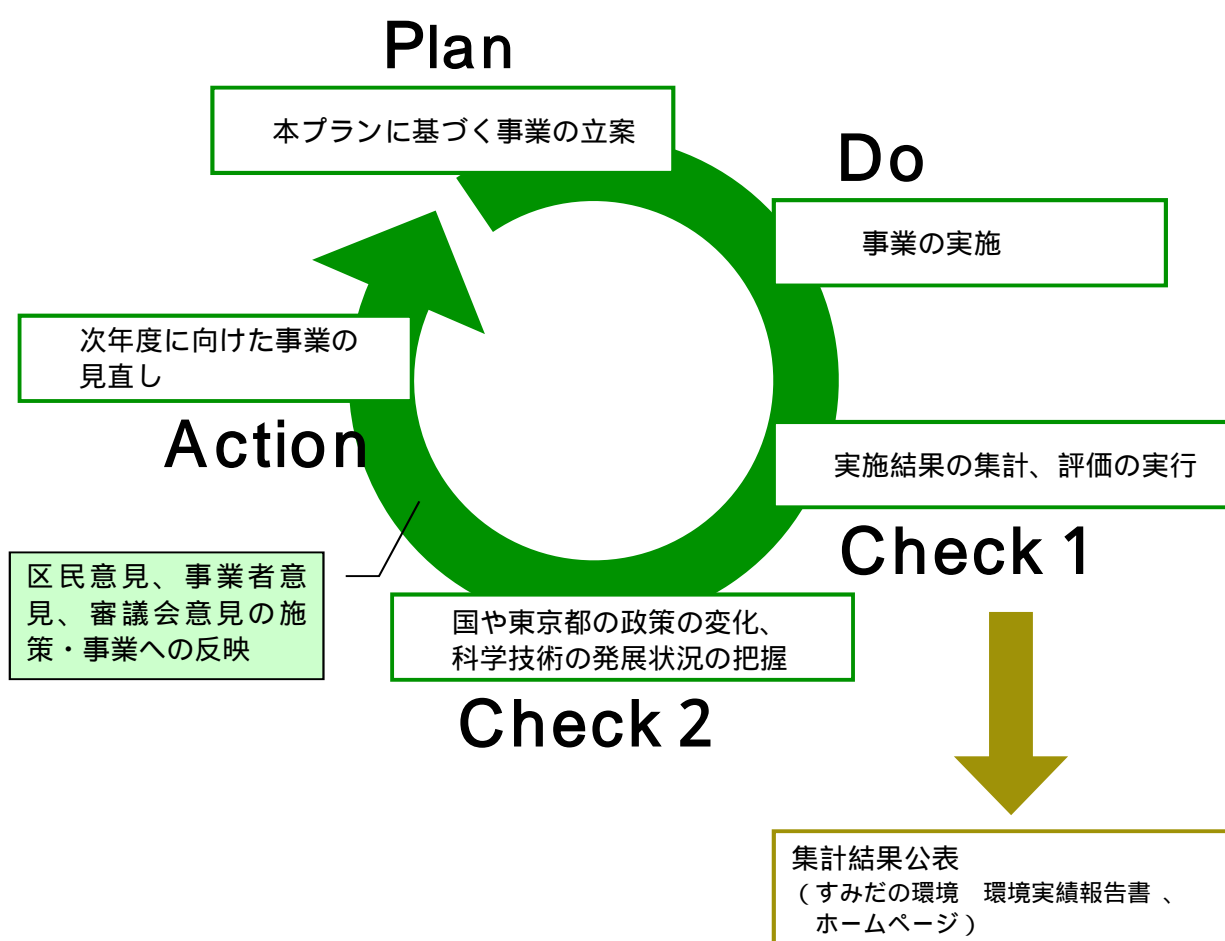 Plan
本プランに基づく事業の立案
Do
事業の実施
次年度に向けた事業の
見直し
Action
実施結果の集計、評価の実行
Check 1
区民意見、事業者意
見、審議会意見の施
策・事業への反映
国や東京都の政策の変化、
科学技術の発展状況の把握
Check 2
集計結果公表
(すみだの環境　環境実績報告書 、
ホームページ)